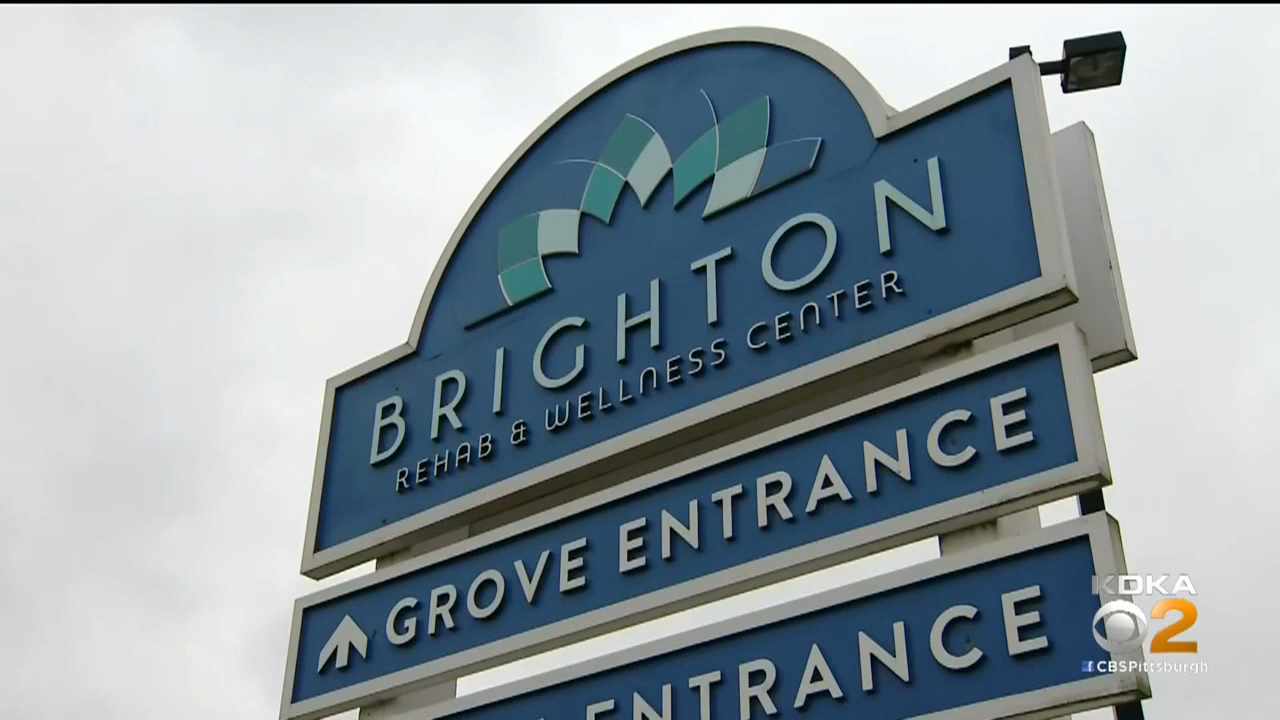 BRIGHTON
REHAB & WELLNESS CENTER
GROVE ENTRANCE
ENTRANCE
KDKA
2
CBSPittsburgh